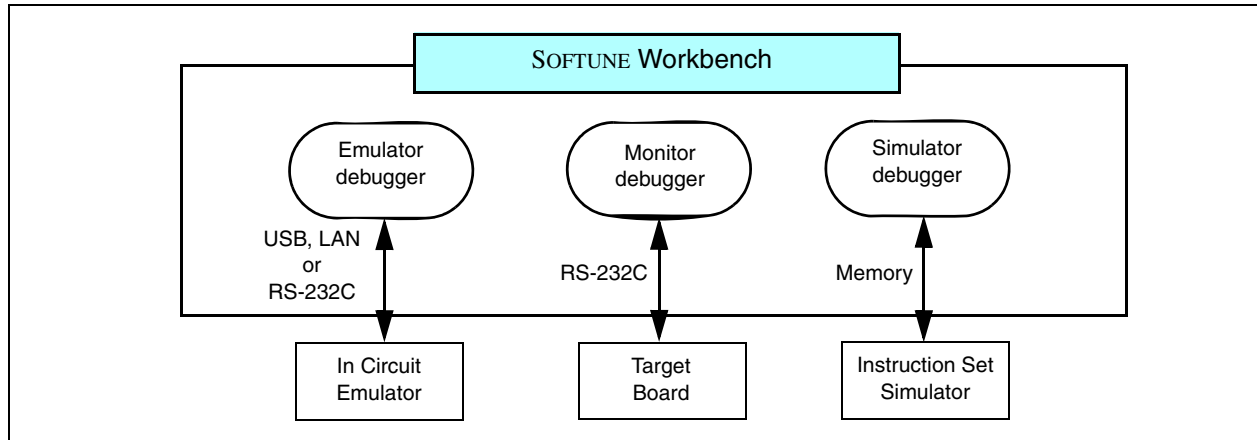 SOFTUNE Workbench
Emulator
debugger
Monitor
debugger
Simulator
debugger
USB, LAN
or
RS-232C
RS-232C
Memory
In Circuit
Emulator
Target
Board
Instruction Set
Simulator